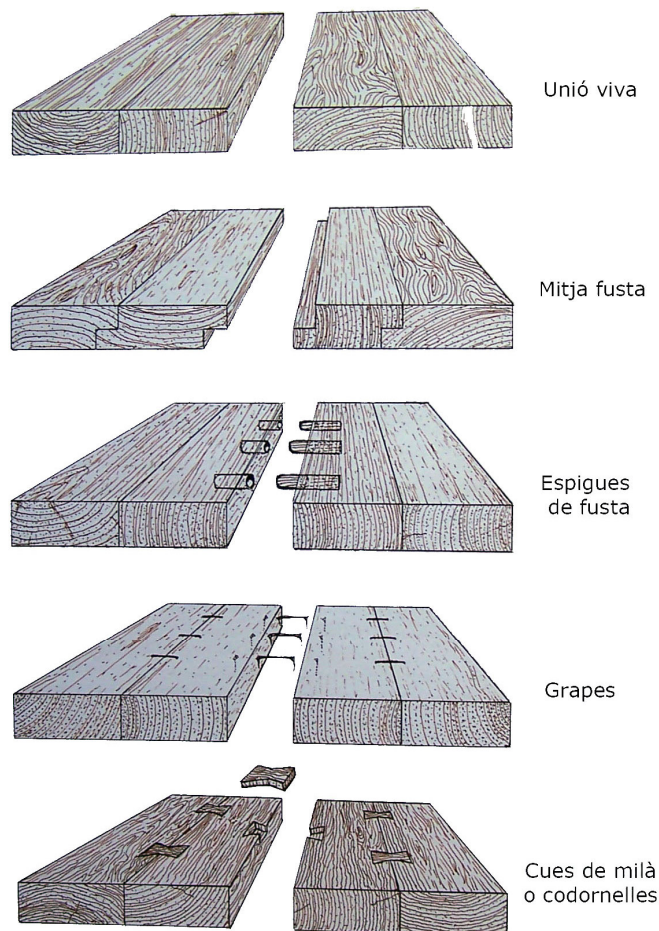 Unió viva
Mitja fusta
Espigues
de fusta
Grapes
Cues de milà
o codornelles